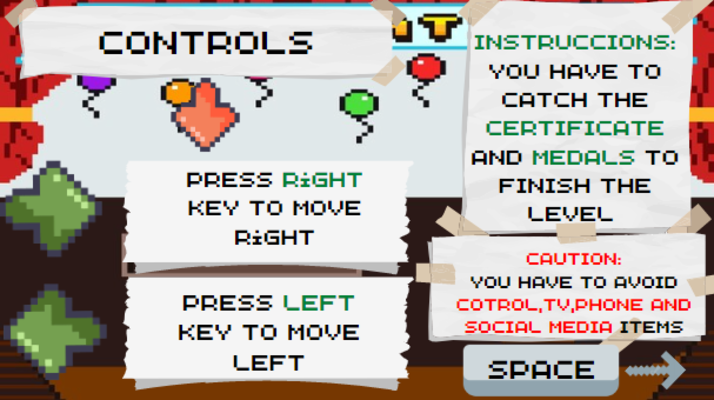 CONTROLS
PRESS RiGHT
KEY TO MOVE
RiGHT
PRESS LEFT
KEY TO MOVE
LEFT
INSTRUCCIONS:
YOU HAVE TO
CATCH THE
CERTIFICATE
AND MEDALS TO
FINISH THE
LEVEL
CAUTION:
YOU HAVE TO AVOID
COTROL,TV,PHONE AND
SOCIAL MEDIA ITEMS
SPACE